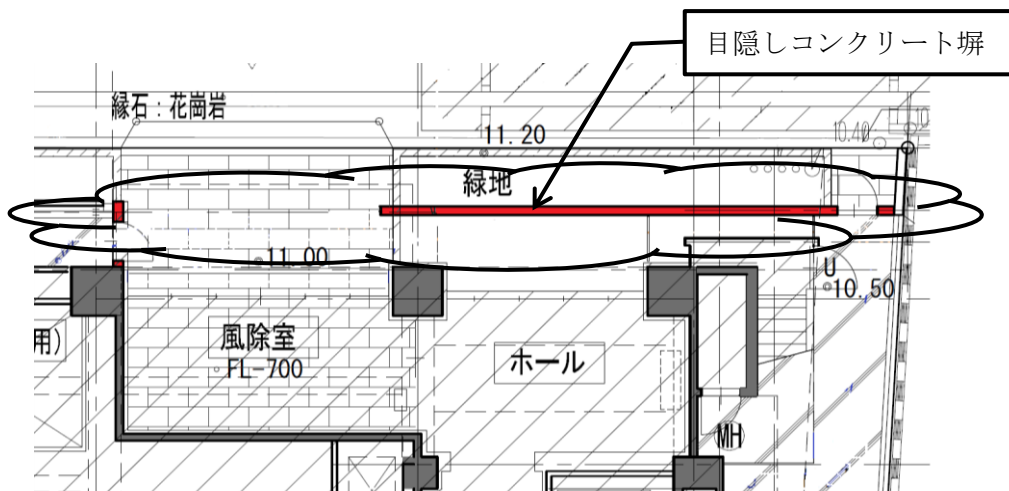 目隠しコンクリート塀
縁石：花崗岩
11.20
10.40
緑地
11.00
U
10.50
用)
風除室
FL-700
ホール
MH